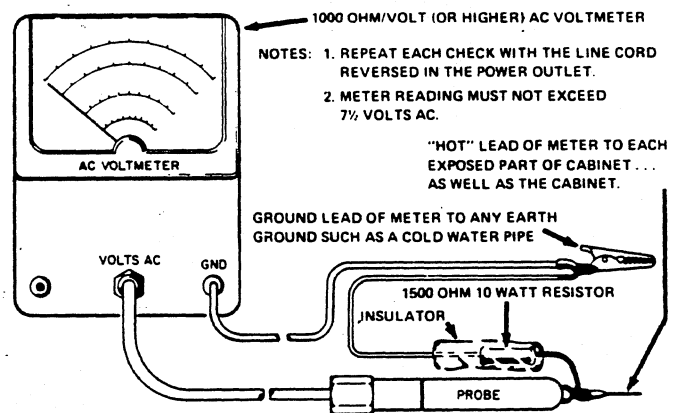 1000 OHM/VOLT (OR HIGHER) AC VOLTMETER
NOTES: 1. REPEAT EACH CHECK WITH THE LINE CORD
REVERSED IN THE POWER OUTLET.
2. METER READING MUST NOT EXCEED
7½ VOLTS AC.
"HOT" LEAD OF METER TO EACH
EXPOSED PART OF CABINET...
AS WELL AS THE CABINET.
AC VOLTMETER
GROUND LEAD OF METER TO ANY EARTH
GROUND SUCH AS A COLD WATER PIPE
VOLTS AC
GND
1500 OHM 10 WATT RESISTOR
INSULATOR
PROBE